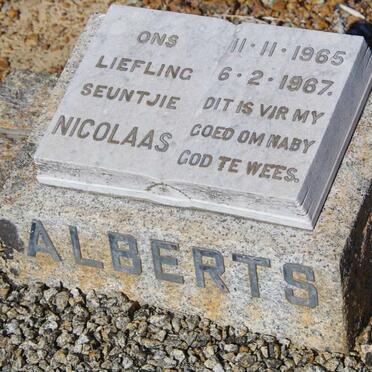 ONS
LIEFLING
SEUNTJIE
NICOLAAS
11·11·1965
6·2·1967.
DIT IS VIR MY
GOED OM NABY
GOD TE WEES.
ALBERTS